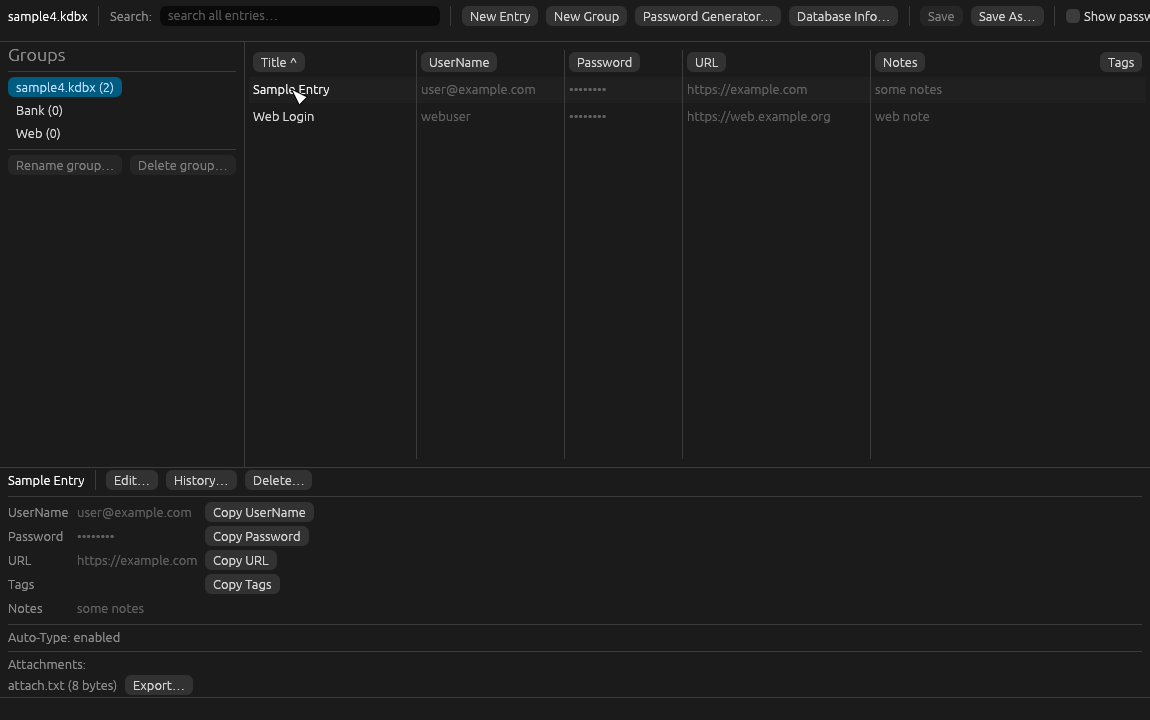 sample4.kdbx Search: search all entries... New Entry New Group Password Generator... Database Info... Save Save As... Show passw
Groups
sample4.kdbx (2)
Bank (0)
Web (0)
Rename group... Delete group...
Title ^ UserName Password URL Notes Tags
Sample Entry user@example.com •••••••• https://example.com some notes
Web Login webuser •••••••• https://web.example.org web note
Sample Entry Edit... History... Delete...
UserName user@example.com Copy UserName
Password •••••••• Copy Password
URL https://example.com Copy URL
Tags Copy Tags
Notes some notes
Auto-Type: enabled
Attachments:
attach.txt (8 bytes) Export...